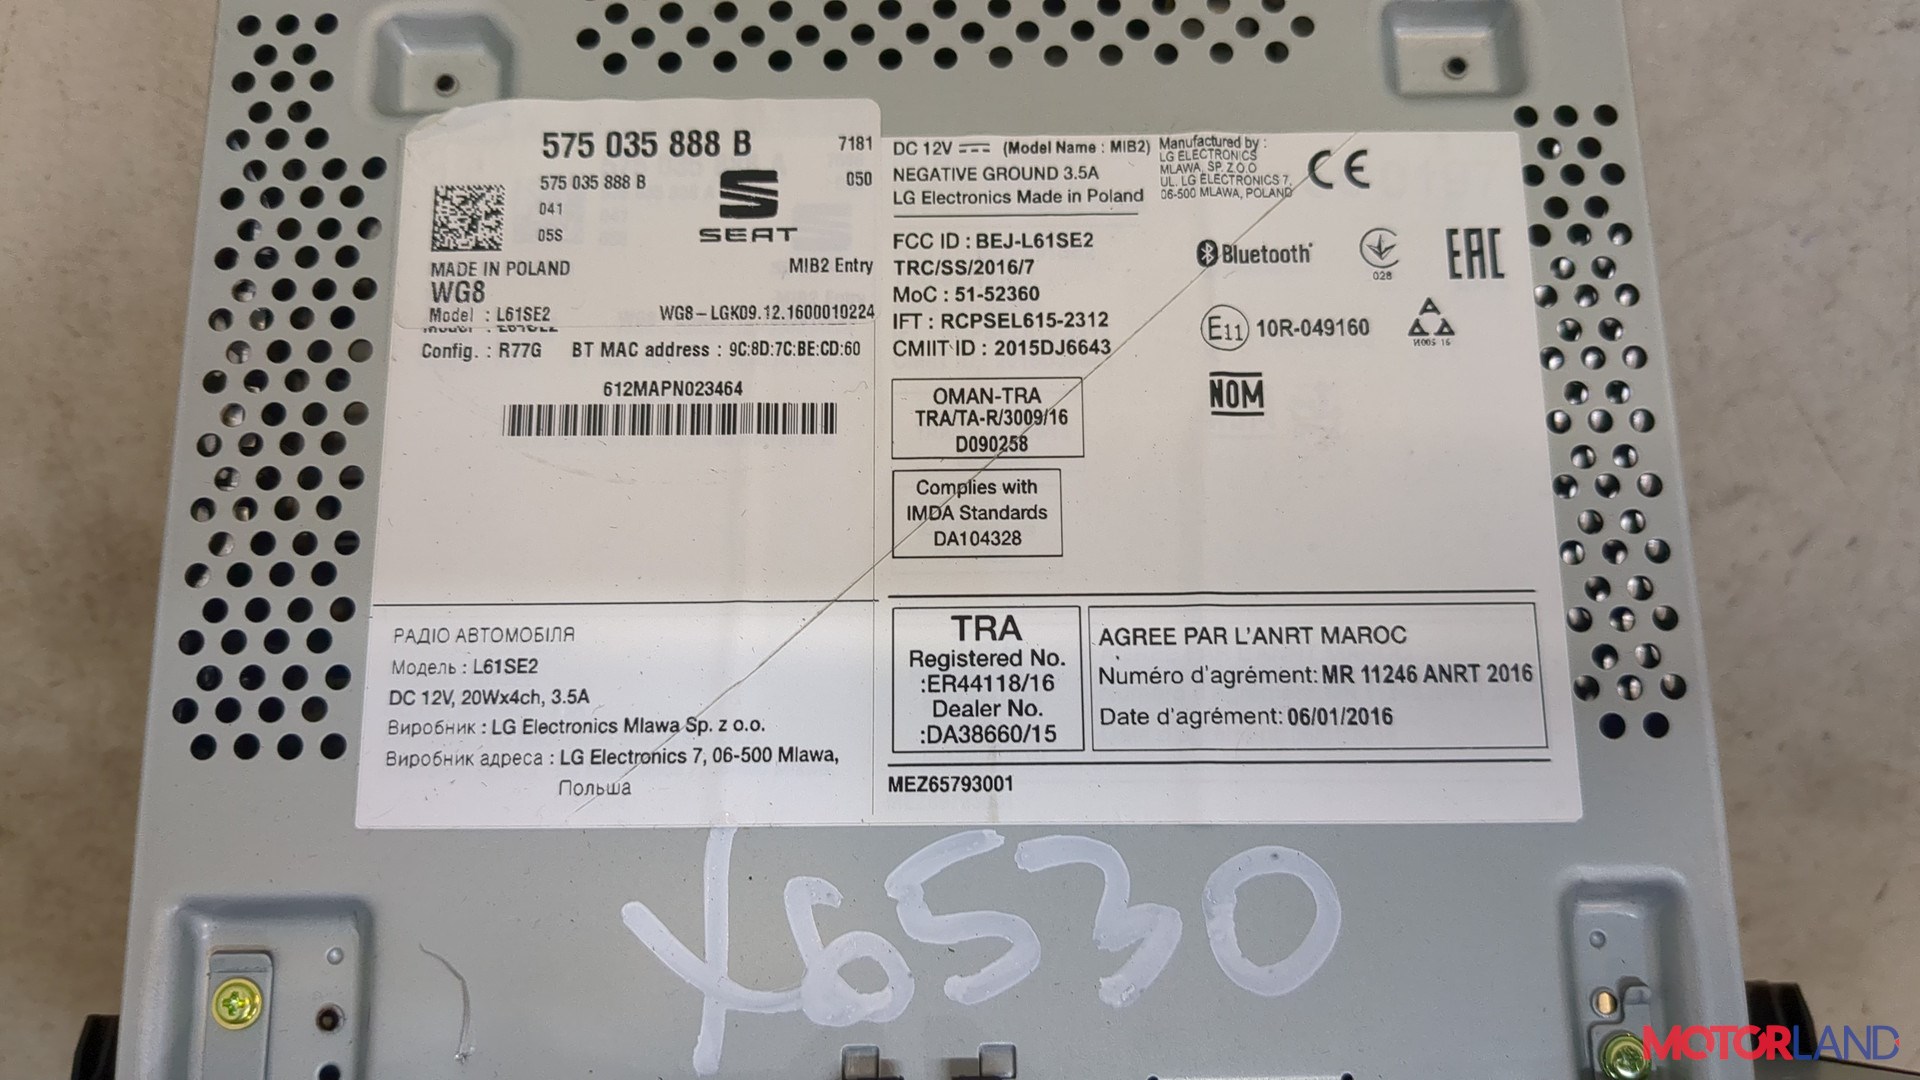 575 035 888 B
7181
575 035 888 B
050
041
05S
SEAT
MADE IN POLAND
MIB2 Entry
WG8
Model : L61SE2
WG8-LGK09.12.1600010224
Config. : R77G BT MAC address : 9C:8D:7C:BE:CD:60
612MAPN023464
DC 12V (Model Name : MIB2)
NEGATIVE GROUND 3.5A
LG Electronics Made in Poland
Manufactured by :
LG ELECTRONICS
MLAWA, SP. Z O.O
UL. LG ELECTRONICS 7,
06-500 MLAWA, POLAND
CE
FCC ID : BEJ-L61SE2
TRC/SS/2016/7
MoC : 51-52360
IFT : RCPSEL615-2312
CMIIT ID : 2015DJ6643
Bluetooth
028
EAC
E11 10R-049160
NOM
OMAN-TRA
TRA/TA-R/3009/16
D090258
Complies with
IMDA Standards
DA104328
РАДІО АВТОМОБІЛЯ
Модель : L61SE2
DC 12V, 20Wx4ch, 3.5A
Виробник : LG Electronics Mlawa Sp. z o.o.
Виробник адреса : LG Electronics 7, 06-500 Mlawa,
Польша
TRA
Registered No.
:ER44118/16
Dealer No.
:DA38660/15
AGREE PAR L'ANRT MAROC
Numéro d'agrément: MR 11246 ANRT 2016
Date d'agrément: 06/01/2016
MEZ65793001
X6530
MOTORLAND